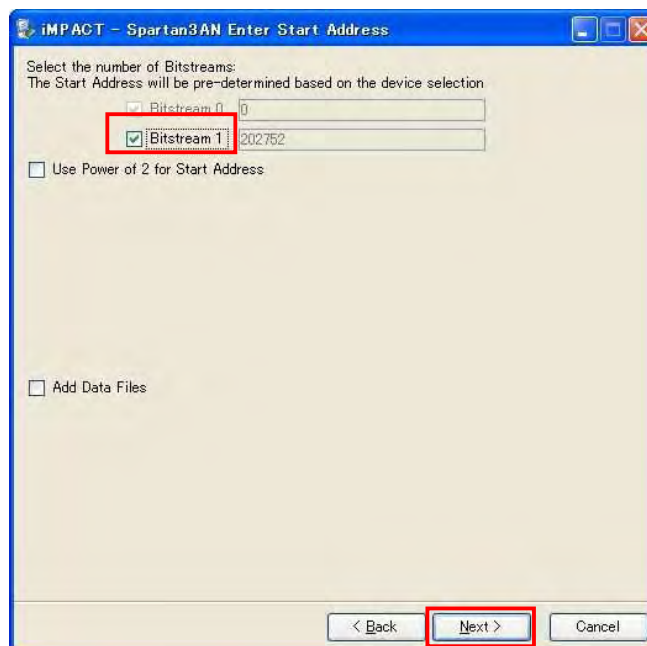 iMPACT - Spartan3AN Enter Start Address
Select the number of Bitstreams:
The Start Address will be pre-determined based on the device selection
Bitstream 0 0
Bitstream 1 202752
Use Power of 2 for Start Address
Add Data Files
< Back Next > Cancel